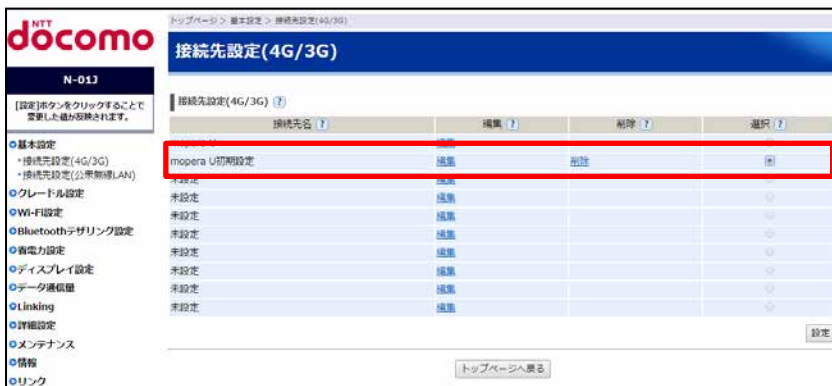 トップページ > 基本設定 > 接続先設定(4G/3G)
NTT
docomo
接続先設定(4G/3G)
N-01J
[設定]ボタンをクリックすることで
変更した値が反映されます。
基本設定
・接続先設定(4G/3G)
・接続先設定(公衆無線LAN)
クレードル設定
Wi-Fi設定
Bluetoothテザリング設定
省電力設定
ディスプレイ設定
データ通信量
Linking
詳細設定
メンテナンス
情報
リンク
接続先設定(4G/3G) ?
接続先名 ? 編集 ? 削除 ? 選択 ?
編集
mopera U初期設定 編集 削除
未設定 編集
未設定 編集
未設定 編集
未設定 編集
未設定 編集
未設定 編集
未設定 編集
未設定 編集
設定
トップページへ戻る